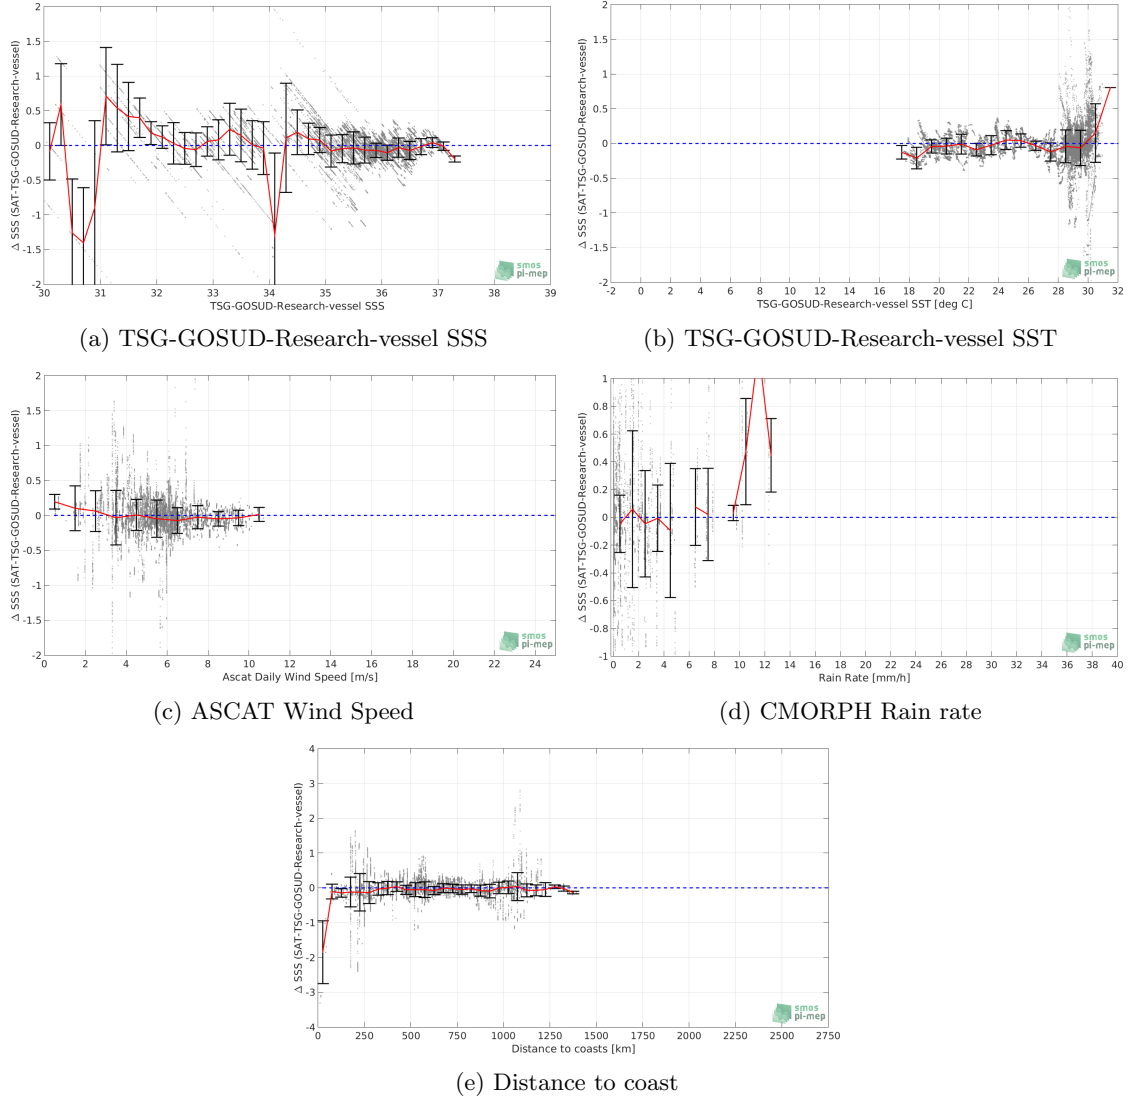 2
1.5
1
0.5
0
-0.5
-1
-1.5
-2
30 31 32 33 34 35 36 37 38 39
Δ SSS (SAT-TSG-GOSUD-Research-vessel)
TSG-GOSUD-Research-vessel SSS
smos
pi-mep
(a) TSG-GOSUD-Research-vessel SSS
2
1.5
1
0.5
0
-0.5
-1
-1.5
-2
-2 0 2 4 6 8 10 12 14 16 18 20 22 24 26 28 30 32
Δ SSS (SAT-TSG-GOSUD-Research-vessel)
TSG-GOSUD-Research-vessel SST [deg C]
smos
pi-mep
(b) TSG-GOSUD-Research-vessel SST
2
1.5
1
0.5
0
-0.5
-1
-1.5
-2
0 2 4 6 8 10 12 14 16 18 20 22 24
Δ SSS (SAT-TSG-GOSUD-Research-vessel)
Ascat Daily Wind Speed [m/s]
smos
pi-mep
(c) ASCAT Wind Speed
1
0.8
0.6
0.4
0.2
0
-0.2
-0.4
-0.6
-0.8
-1
0 2 4 6 8 10 12 14 16 18 20 22 24 26 28 30 32 34 36 38 40
Δ SSS (SAT-TSG-GOSUD-Research-vessel)
Rain Rate [mm/h]
smos
pi-mep
(d) CMORPH Rain rate
4
3
2
1
0
-1
-2
-3
-4
0 250 500 750 1000 1250 1500 1750 2000 2250 2500 2750
Δ SSS (SAT-TSG-GOSUD-Research-vessel)
Distance to coasts [km]
smos
pi-mep
(e) Distance to coast